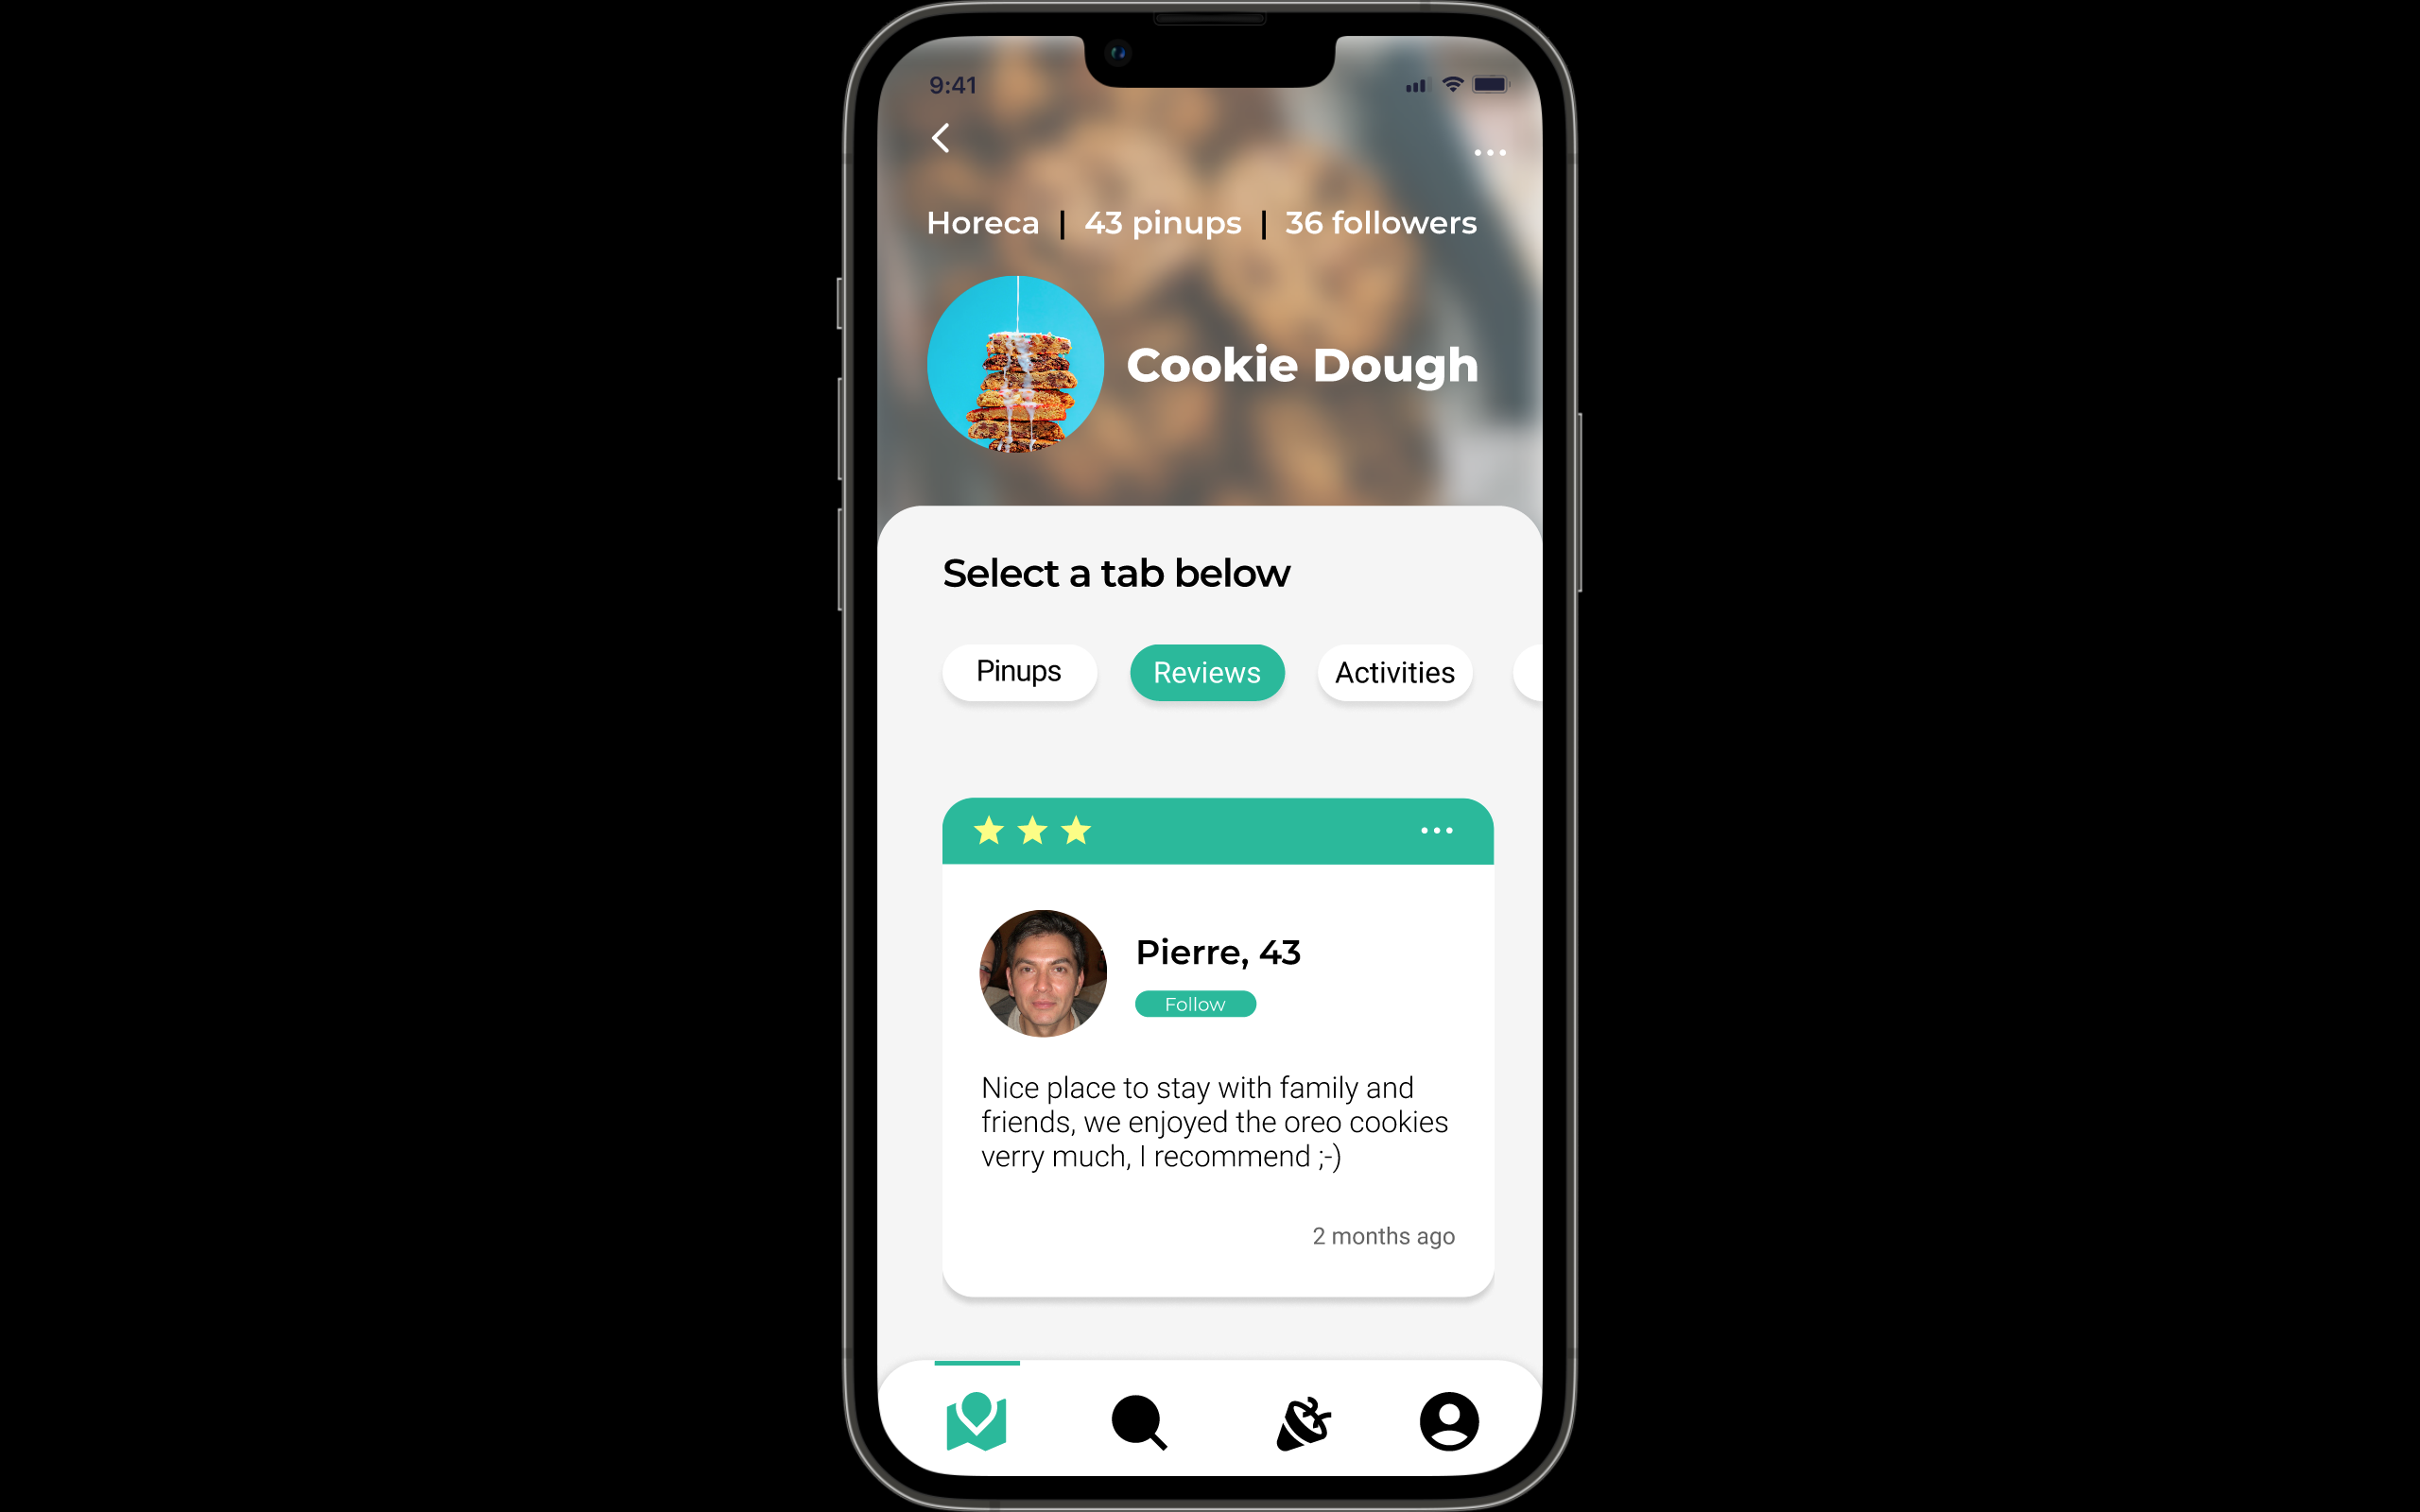 9:41
Horeca | 43 pinups | 36 followers
Cookie Dough
Select a tab below
Pinups Reviews Activities
Pierre, 43
Follow
Nice place to stay with family and
friends, we enjoyed the oreo cookies
verry much, I recommend ;-)
2 months ago